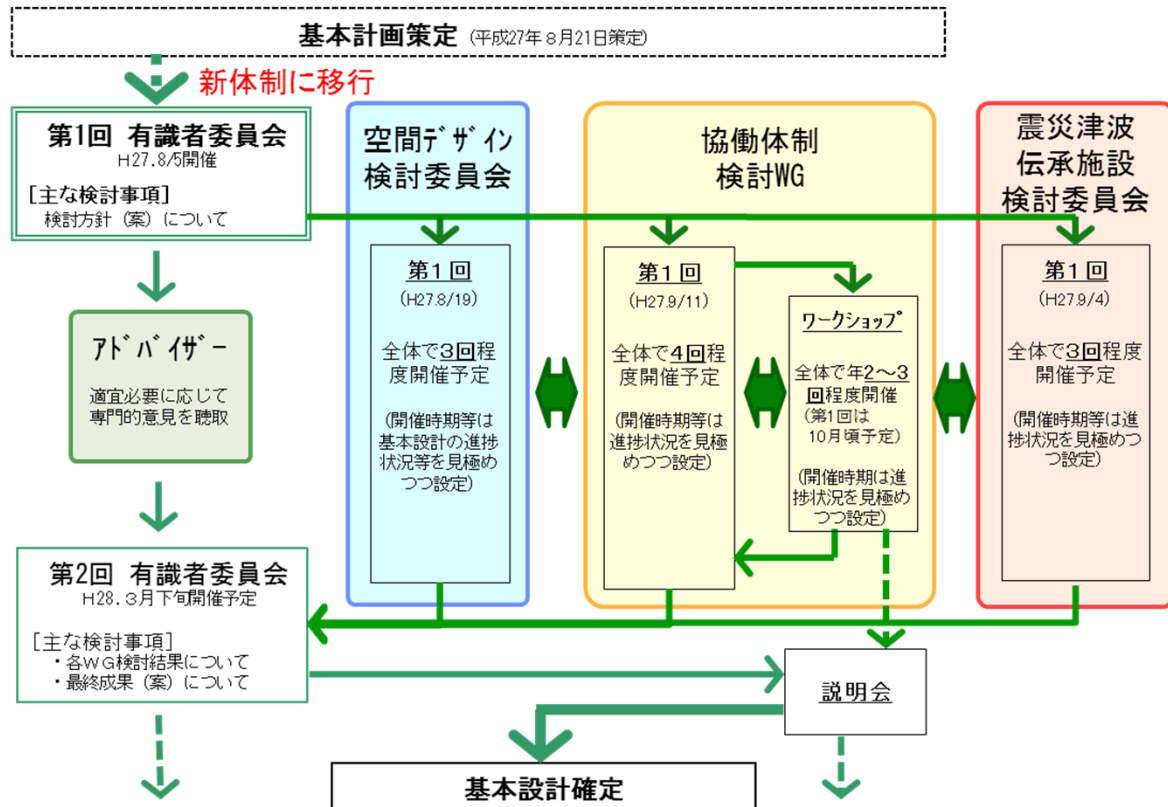 基本計画策定 (平成27年8月21日策定)
新体制に移行
第1回 有識者委員会
H27.8/5開催
[主な検討事項]
検討方針（案）について
アドバイザー
適宜必要に応じて
専門的意見を聴取
第2回 有識者委員会
H28.3月下旬開催予定
[主な検討事項]
・各WG検討結果について
・最終成果（案）について
空間デザイン
検討委員会
第1回
(H27.8/19)
全体で3回程
度開催予定
(開催時期等は
基本設計の進捗
状況等を見極め
つつ設定)
協働体制
検討WG
第1回
(H27.9/11)
全体で4回程
度開催予定
(開催時期等は
進捗状況を見極
めつつ設定)
ワークショップ
全体で年2～3
回程度開催
(第1回は
10月頃予定)
(開催時期は進
捗状況を見極め
つつ設定)
震災津波
伝承施設
検討委員会
第1回
(H27.9/4)
全体で3回程度
開催予定
(開催時期等は進
捗状況を見極めつ
つ設定)
説明会
基本設計確定